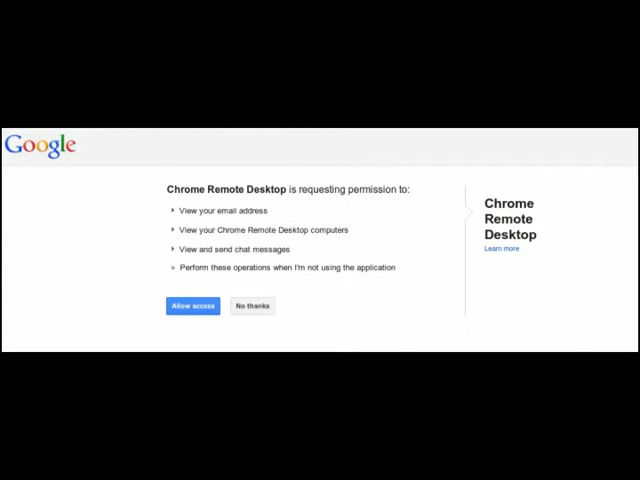 Google
Chrome Remote Desktop is requesting permission to:
View your email address
View your Chrome Remote Desktop computers
View and send chat messages
Perform these operations when I'm not using the application
Allow access No thanks
Chrome
Remote
Desktop
Learn more